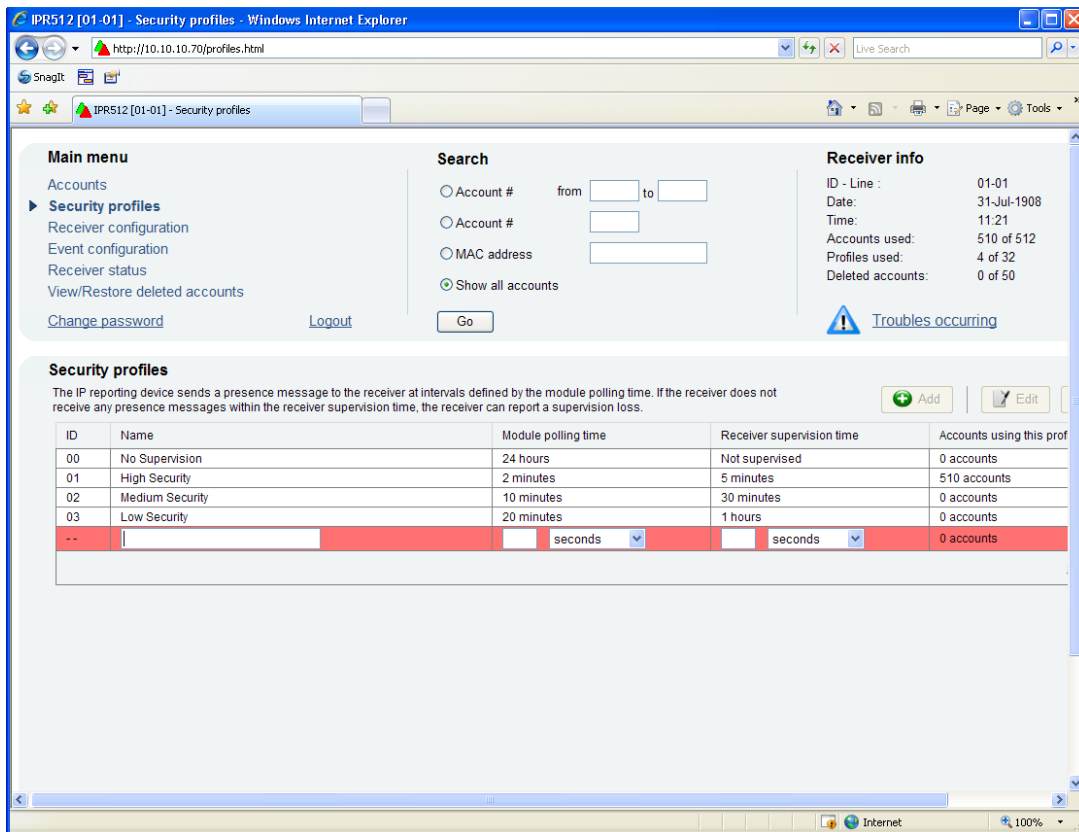 IPR512 [01-01] - Security profiles - Windows Internet Explorer
http://10.10.10.70/profiles.html
Live Search
SnagIt
IPR512 [01-01] - Security profiles
Page
Tools
Main menu
Accounts
Security profiles
Receiver configuration
Event configuration
Receiver status
View/Restore deleted accounts
Change password
Logout
Search
Account # from to
Account #
MAC address
Show all accounts
Go
Receiver info
ID - Line : 01-01
Date: 31-Jul-1908
Time: 11:21
Accounts used: 510 of 512
Profiles used: 4 of 32
Deleted accounts: 0 of 50
Troubles occurring
Security profiles
The IP reporting device sends a presence message to the receiver at intervals defined by the module polling time. If the receiver does not
receive any presence messages within the receiver supervision time, the receiver can report a supervision loss.
Add
Edit
ID Name Module polling time Receiver supervision time Accounts using this prof
00 No Supervision 24 hours Not supervised 0 accounts
01 High Security 2 minutes 5 minutes 510 accounts
02 Medium Security 10 minutes 30 minutes 0 accounts
03 Low Security 20 minutes 1 hours 0 accounts
-- seconds seconds 0 accounts
Internet
100%